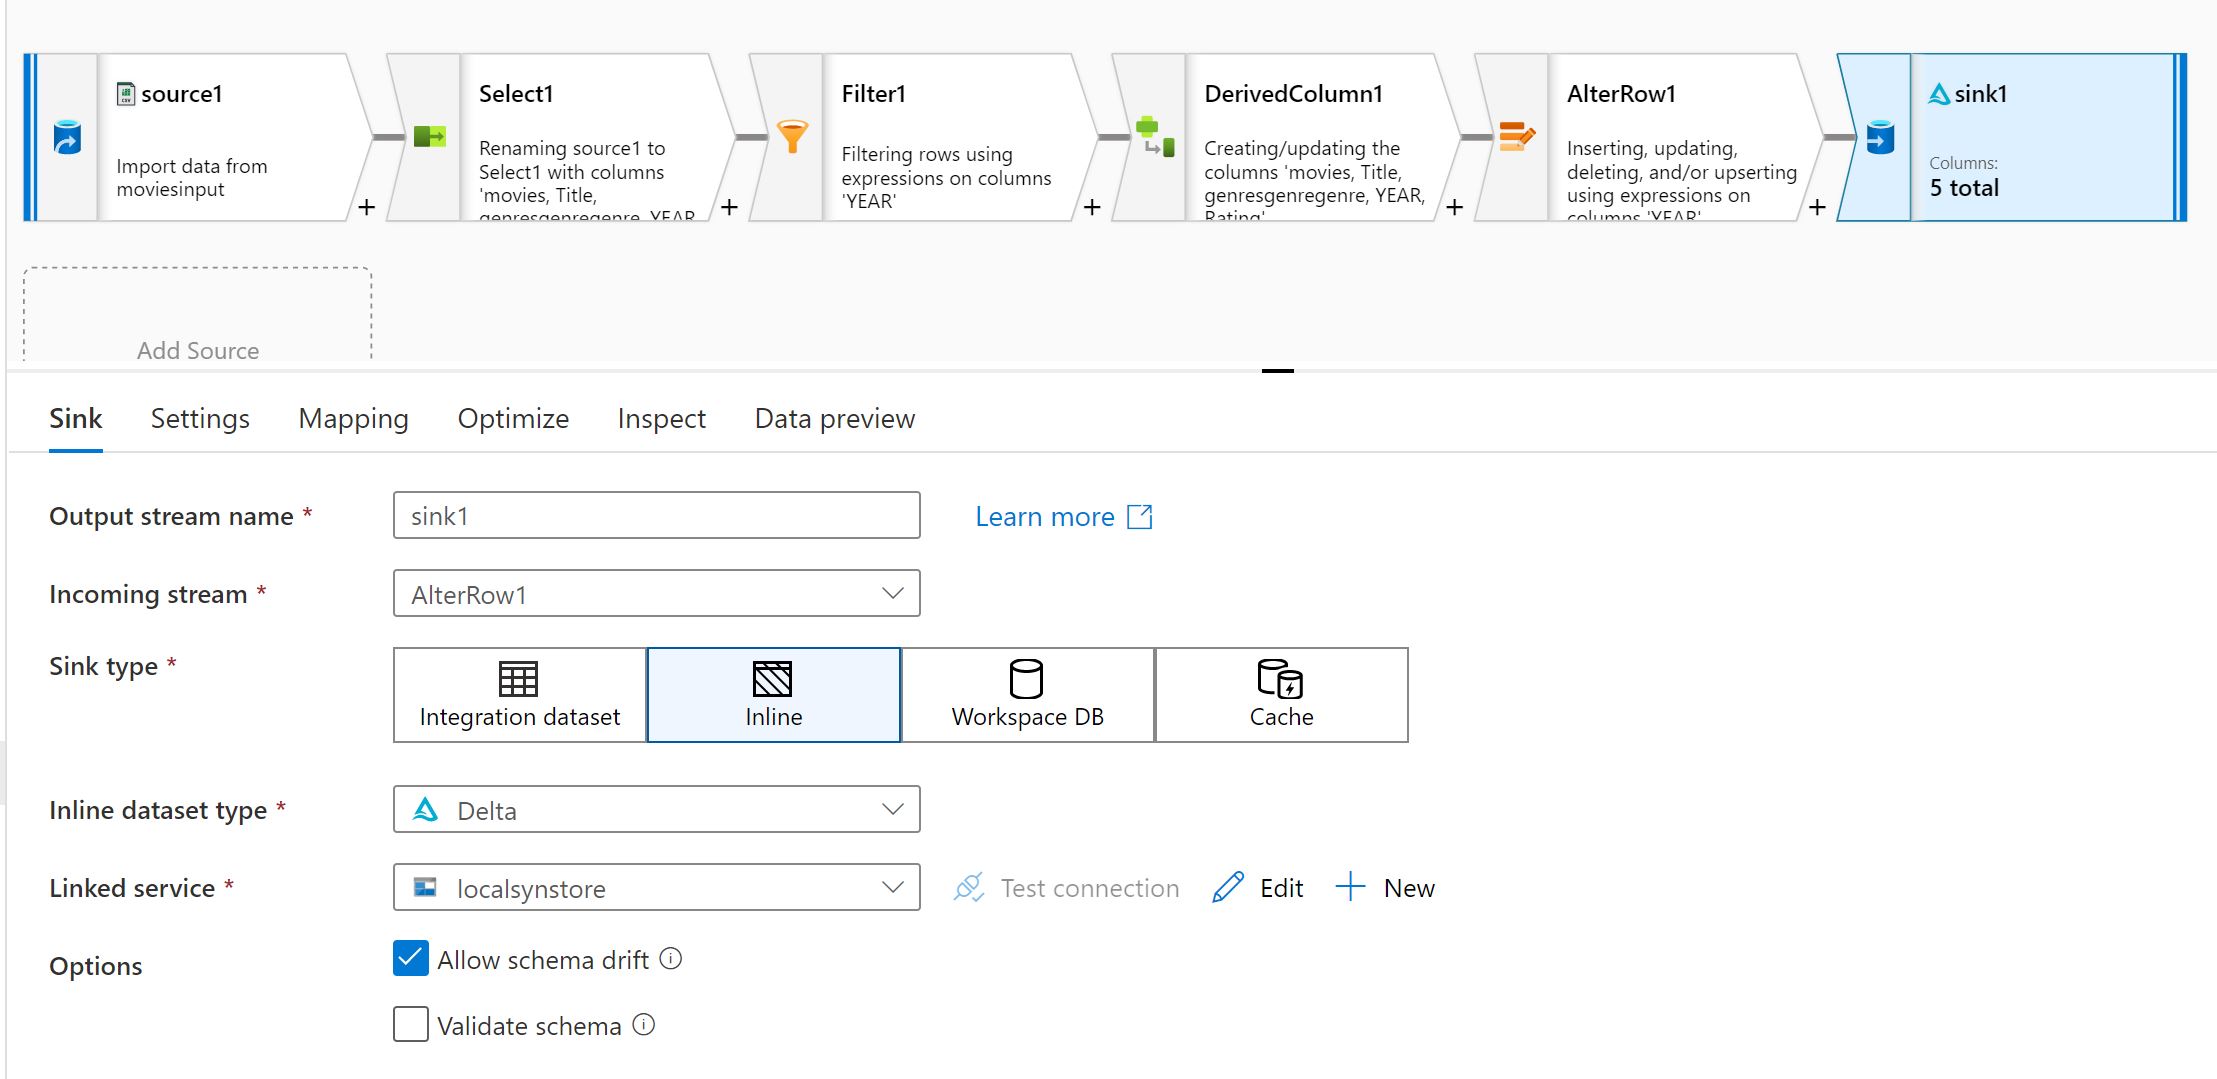 source1
Import data from
moviesinput
+
Select1
Renaming source1 to
Select1 with columns
'movies, Title,
genresgenregenre, YEAR
+
Filter1
Filtering rows using
expressions on columns
'YEAR'
+
DerivedColumn1
Creating/updating the
columns 'movies, Title,
genresgenregenre, YEAR,
Rating'
+
AlterRow1
Inserting, updating,
deleting, and/or upserting
using expressions on
columns 'YEAR'
+
sink1
Columns:
5 total
Add Source
Sink Settings Mapping Optimize Inspect Data preview
Output stream name * sink1 Learn more
Incoming stream * AlterRow1
Sink type * Integration dataset Inline Workspace DB Cache
Inline dataset type * Delta
Linked service * localsynstore Test connection Edit New
Options Allow schema drift
Validate schema